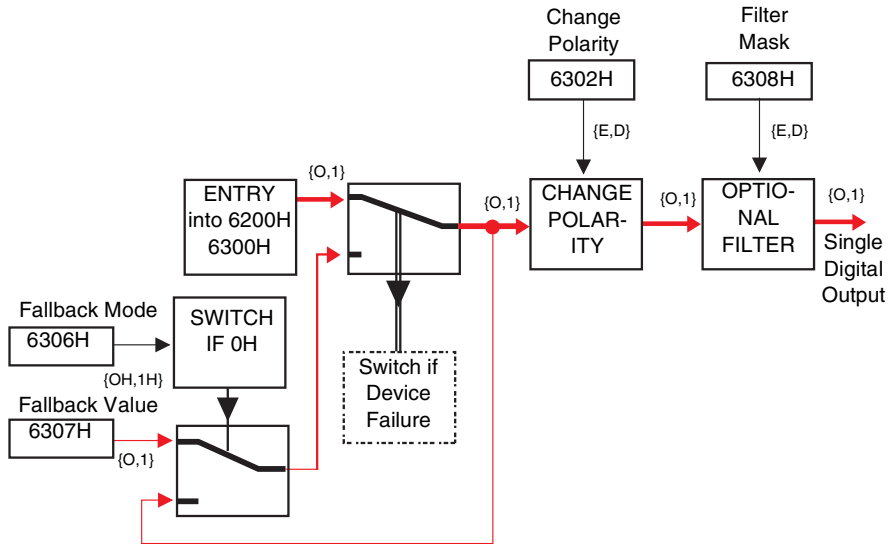 Change
Polarity
6302H
{E,D}
Filter
Mask
6308H
{E,D}
{O,1}
ENTRY
into 6200H
6300H
{O,1}
CHANGE
POLAR-
ITY
{O,1}
OPTIO-
NAL
FILTER
{O,1}
Single
Digital
Output
Fallback Mode
6306H
{OH,1H}
SWITCH
IF 0H
Switch if
Device
Failure
Fallback Value
6307H
{O,1}